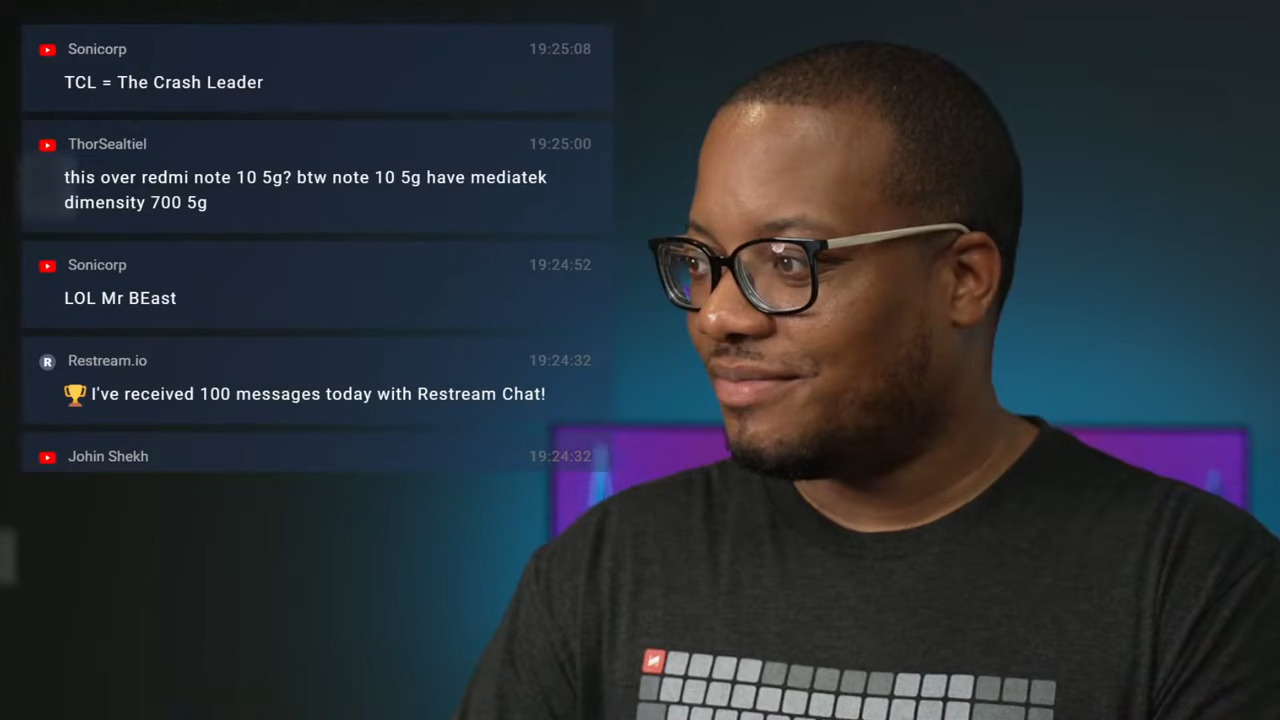 Sonicorp 19:25:08
TCL = The Crash Leader
ThorSealtiel 19:25:00
this over redmi note 10 5g? btw note 10 5g have mediatek
dimensity 700 5g
Sonicorp 19:24:52
LOL Mr BEast
R Restream.io 19:24:32
🏆 I've received 100 messages today with Restream Chat!
Johin Shekh 19:24:32